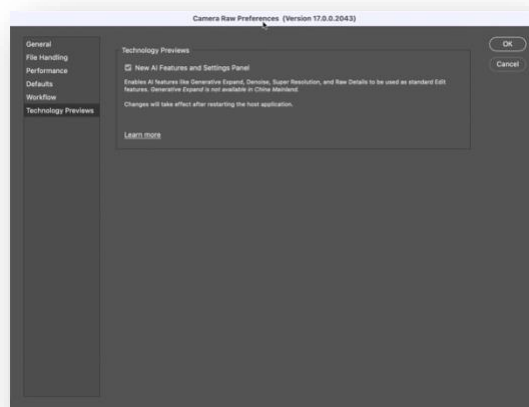 Camera Raw Preferences (Version 17.0.0.2043)
General
File Handling
Performance
Defaults
Workflow
Technology Previews
Technology Previews
New AI Features and Settings Panel
Enables AI features like Generative Expand, Denoise, Super Resolution, and Raw Details to be used as standard Edit
features. Generative Expand is not available in China Mainland.
Changes will take effect after restarting the host application.
Learn more
OK
Cancel